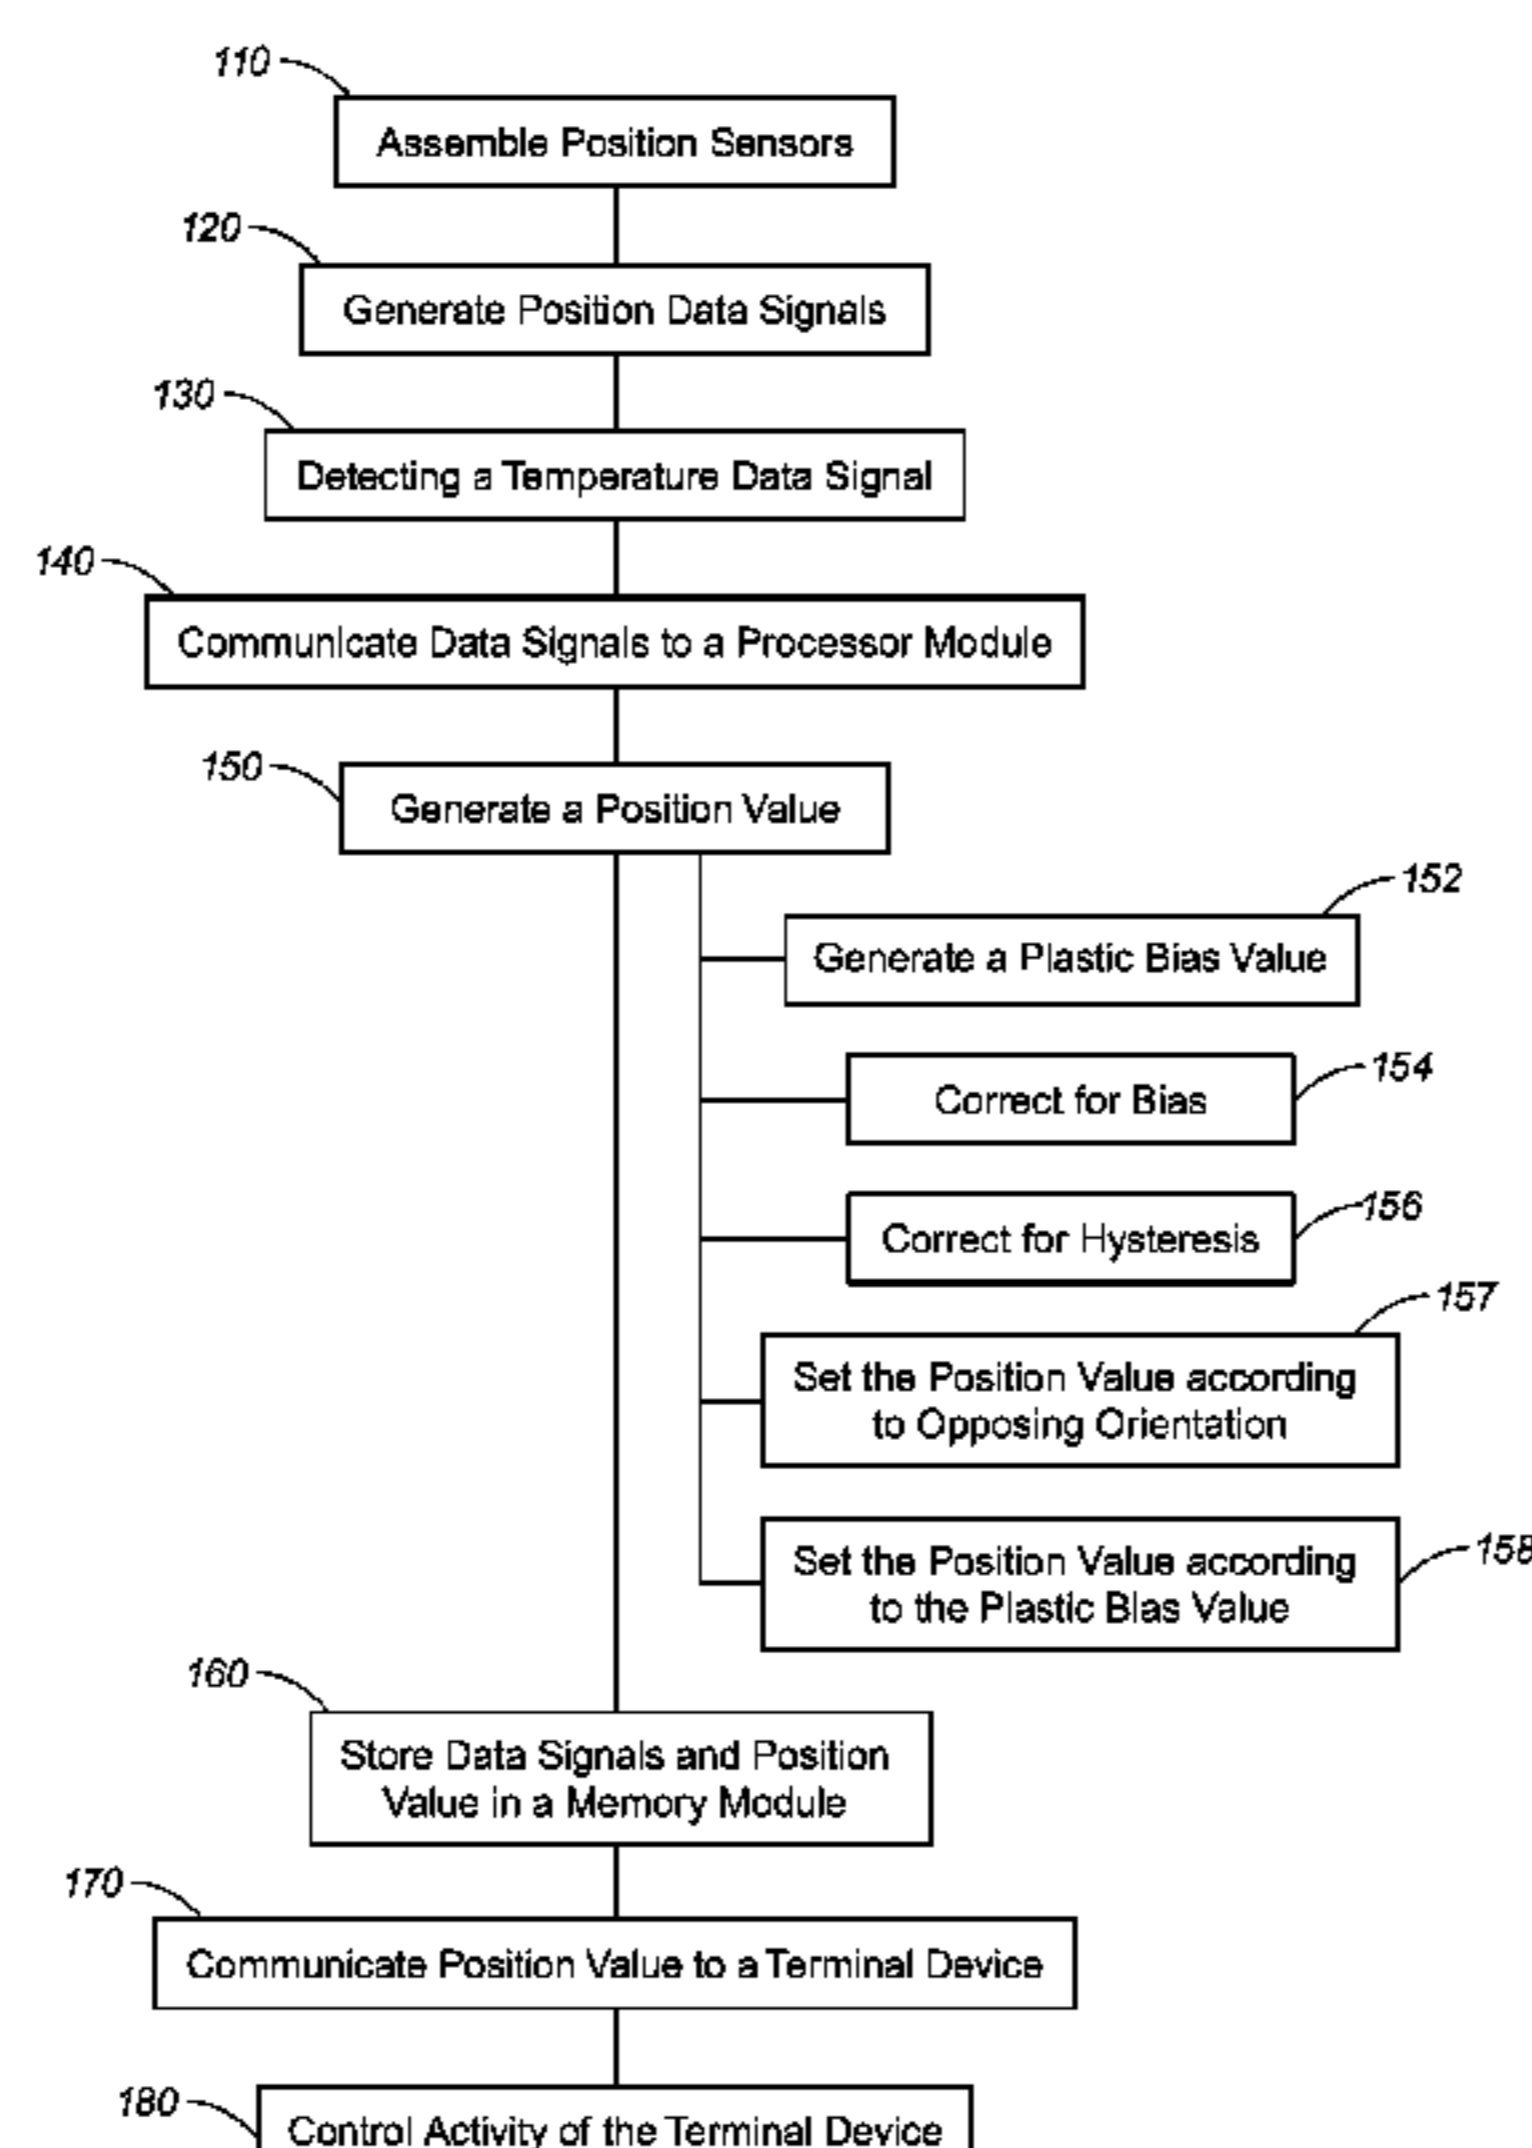 110
Assemble Position Sensors
120
Generate Position Data Signals
130
Detecting a Temperature Data Signal
140
Communicate Data Signals to a Processor Module
150
Generate a Position Value
152
Generate a Plastic Bias Value
154
Correct for Bias
156
Correct for Hysteresis
157
Set the Position Value according
to Opposing Orientation
158
Set the Position Value according
to the Plastic Bias Value
160
Store Data Signals and Position
Value in a Memory Module
170
Communicate Position Value to a Terminal Device
180
Control Activity of the Terminal Device